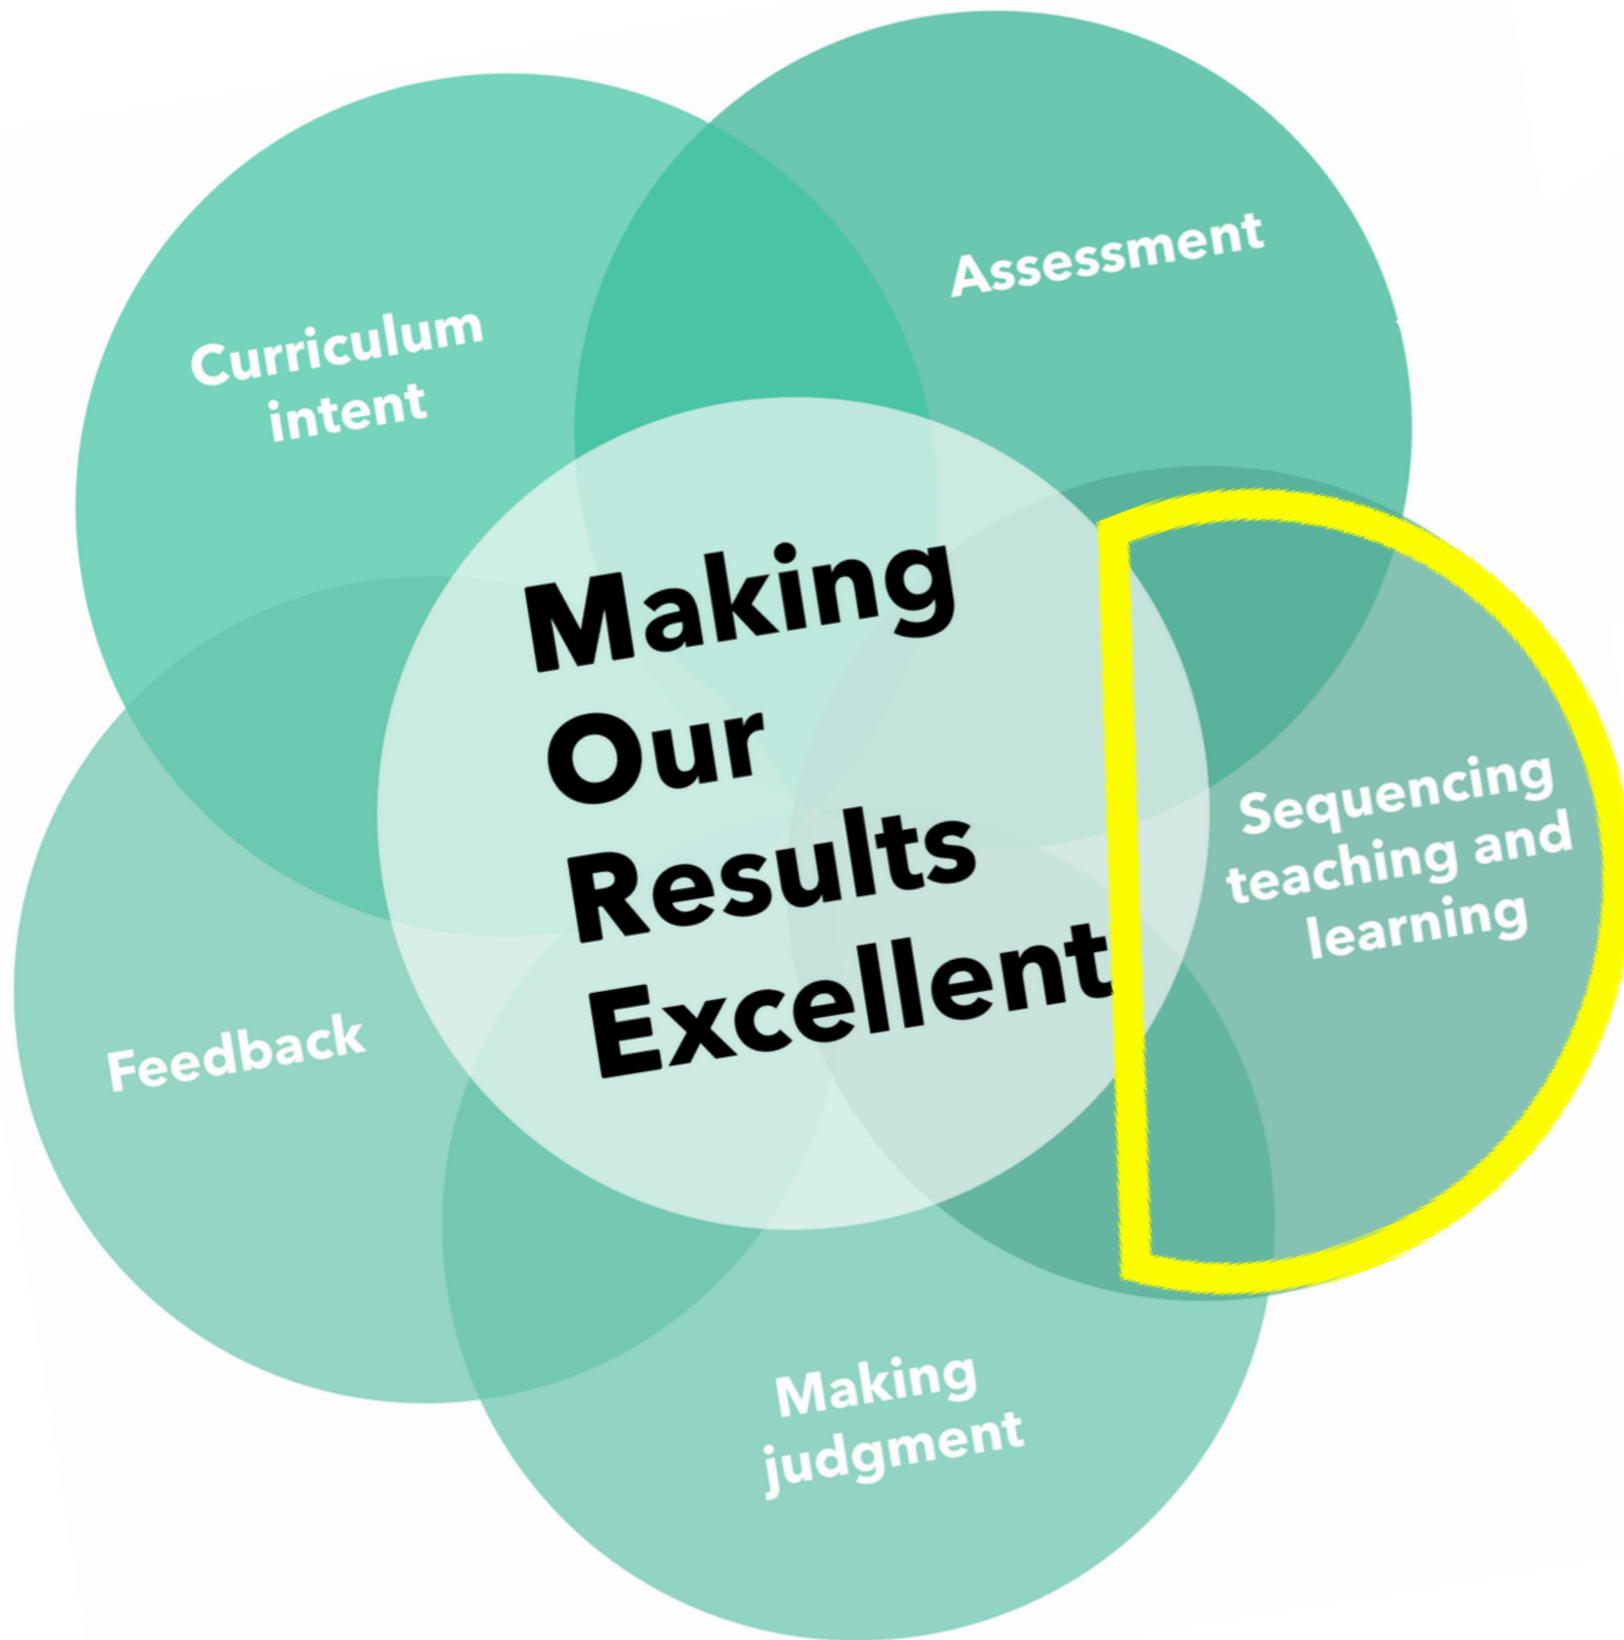 Curriculum
intent
Assessment
Making
Our
Results
Excellent
Sequencing
teaching and
learning
Feedback
Making
judgment